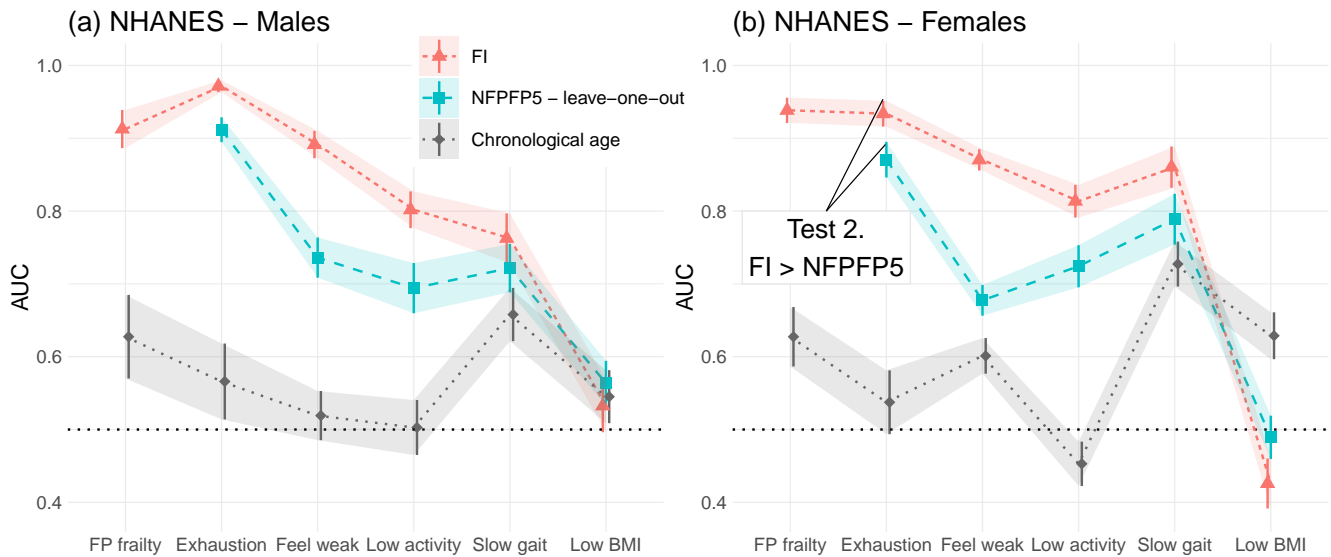 (a) NHANES – Males
FI
NFPFP5 – leave−one−out
Chronological age
AUC
1.0
0.8
0.6
0.4
FP frailty Exhaustion Feel weak Low activity Slow gait Low BMI
(b) NHANES – Females
Test 2.
FI > NFPFP5
AUC
1.0
0.8
0.6
0.4
FP frailty Exhaustion Feel weak Low activity Slow gait Low BMI